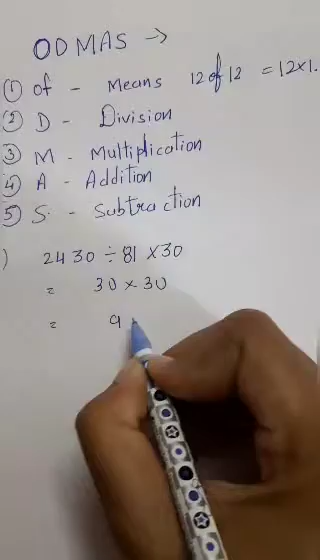 ODMAS →
① of - Means 12 of 12 = 12×1.
② D - Division
③ M - Multiplication
④ A - Addition
⑤ S - Subtraction
) 2430 ÷ 81 × 30
= 30 × 30
= 9